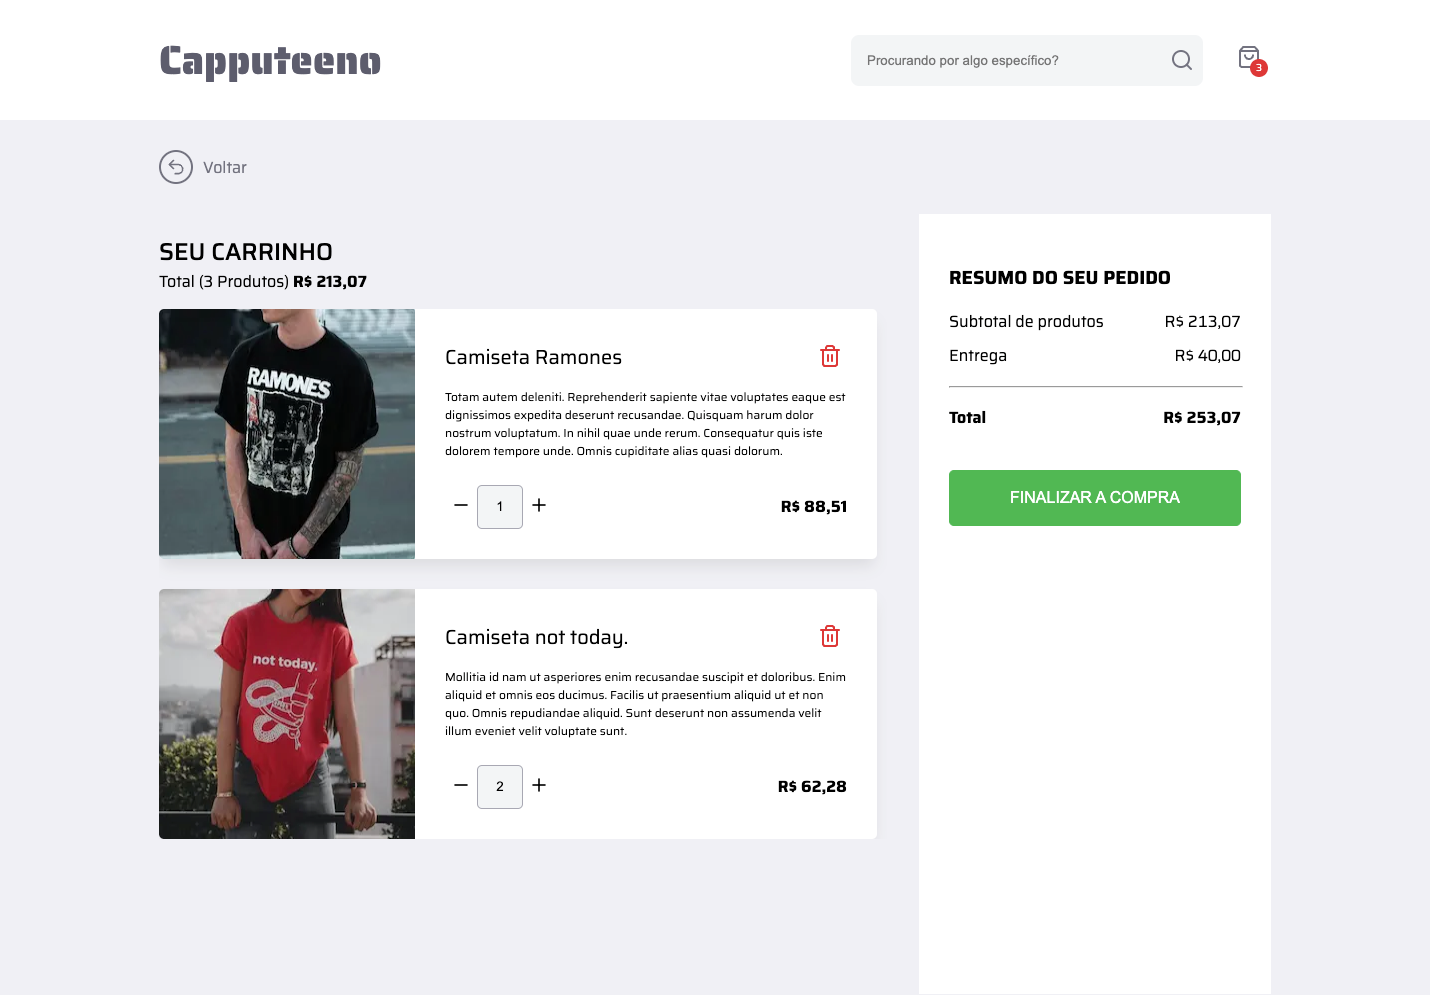 Capputeeno
Procurando por algo específico?
3
Voltar
SEU CARRINHO
Total (3 Produtos) R$ 213,07
RAMONES
Camiseta Ramones
Totam autem deleniti. Reprehenderit sapiente vitae voluptates eaque est
dignissimos expedita deserunt recusandae. Quisquam harum dolor
nostrum voluptatum. In nihil quae unde rerum. Consequatur quis iste
dolorem tempore unde. Omnis cupiditate alias quasi dolorum.
1
R$ 88,51
not today.
Camiseta not today.
Mollitia id nam ut asperiores enim recusandae suscipit et doloribus. Enim
aliquid et omnis eos ducimus. Facilis ut praesentium aliquid ut et non
quo. Omnis repudiandae aliquid. Sunt deserunt non assumenda velit
illum eveniet velit voluptate sunt.
2
R$ 62,28
RESUMO DO SEU PEDIDO
Subtotal de produtos R$ 213,07
Entrega R$ 40,00
Total R$ 253,07
FINALIZAR A COMPRA